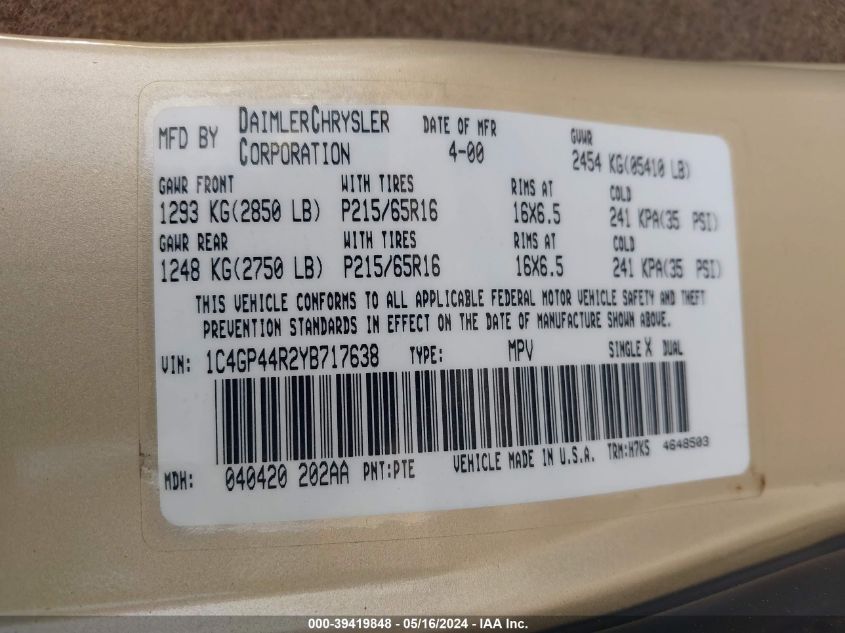 MFD BY DAIMLERCHRYSLER CORPORATION DATE OF MFR 4-00 GVWR 2454 KG(05410 LB)
GAWR FRONT WITH TIRES RIMS AT COLD
1293 KG(2850 LB) P215/65R16 16X6.5 241 KPA(35 PSI)
GAWR REAR WITH TIRES RIMS AT COLD
1248 KG(2750 LB) P215/65R16 16X6.5 241 KPA(35 PSI)
THIS VEHICLE CONFORMS TO ALL APPLICABLE FEDERAL MOTOR VEHICLE SAFETY AND THEFT
PREVENTION STANDARDS IN EFFECT ON THE DATE OF MANUFACTURE SHOWN ABOVE.
VIN: 1C4GP44R2YB717638 TYPE: MPV SINGLE X DUAL
MDH: 040420 202AA PNT:PTE VEHICLE MADE IN U.S.A. TRM:H7K5 4648503
000-39419848 - 05/16/2024 - IAA Inc.